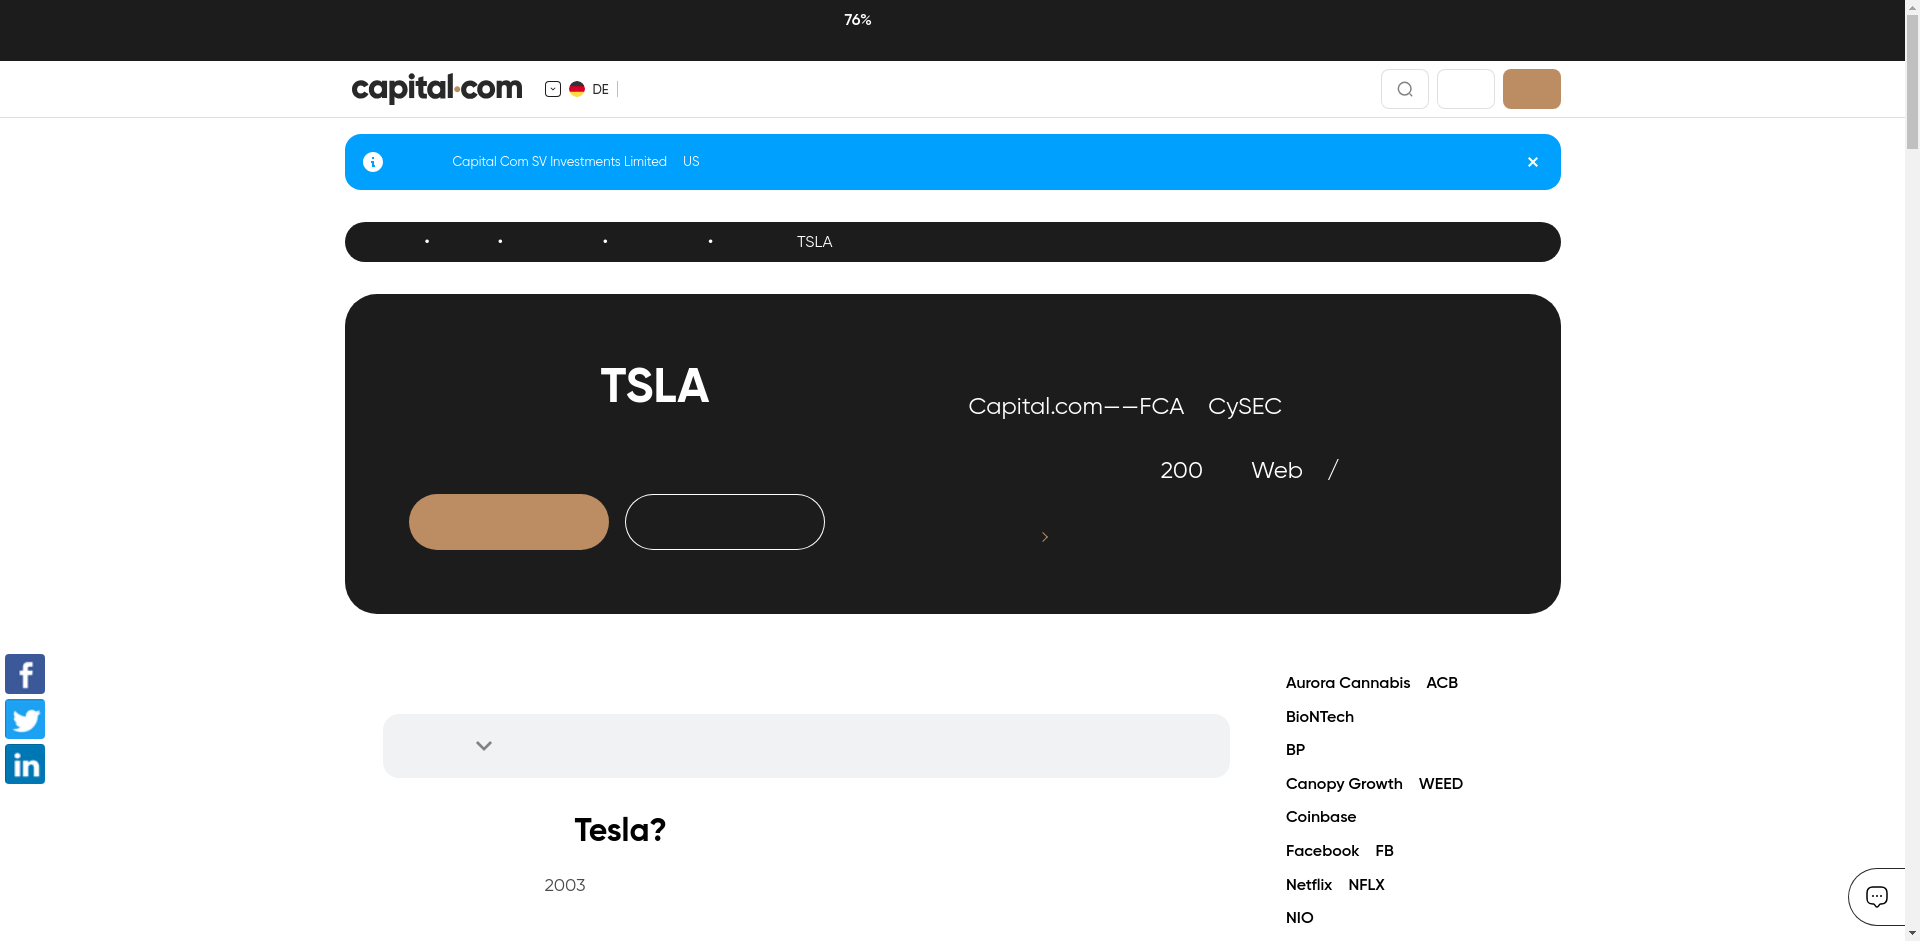 76%
capital.com DE
Capital Com SV Investments Limited US
TSLA
TSLA
Capital.com——FCA CySEC
200 Web /
Aurora Cannabis ACB
BioNTech
BP
Canopy Growth WEED
Coinbase
Facebook FB
Netflix NFLX
NIO
Tesla?
2003